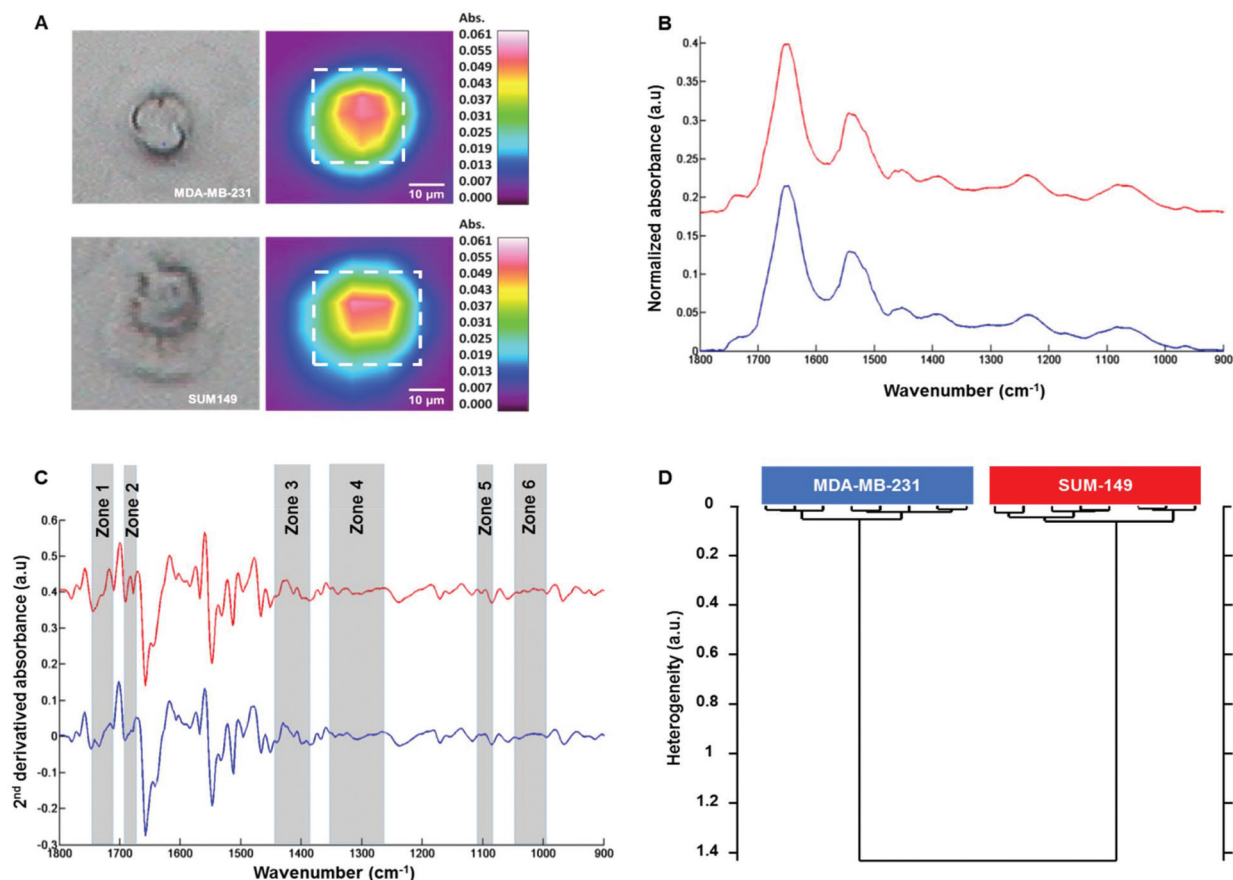 A
MDA-MB-231
10 µm
Abs.
0.061
0.055
0.049
0.043
0.037
0.031
0.025
0.019
0.013
0.007
0.000
SUM149
10 µm
Abs.
0.061
0.055
0.049
0.043
0.037
0.031
0.025
0.019
0.013
0.007
0.000
B
Normalized absorbance (a.u)
0.4
0.35
0.3
0.25
0.2
0.15
0.1
0.05
0
1800 1700 1600 1500 1400 1300 1200 1100 1000 900
Wavenumber (cm⁻¹)
C
Zone 1
Zone 2
Zone 3
Zone 4
Zone 5
Zone 6
2nd derivatived absorbance (a.u)
0.6
0.5
0.4
0.3
0.2
0.1
0
-0.1
-0.2
-0.3
1800 1700 1600 1500 1400 1300 1200 1100 1000 900
Wavenumber (cm⁻¹)
D
MDA-MB-231 SUM-149
Heterogeneity (a.u.)
0
0.2
0.4
0.6
0.8
1
1.2
1.4